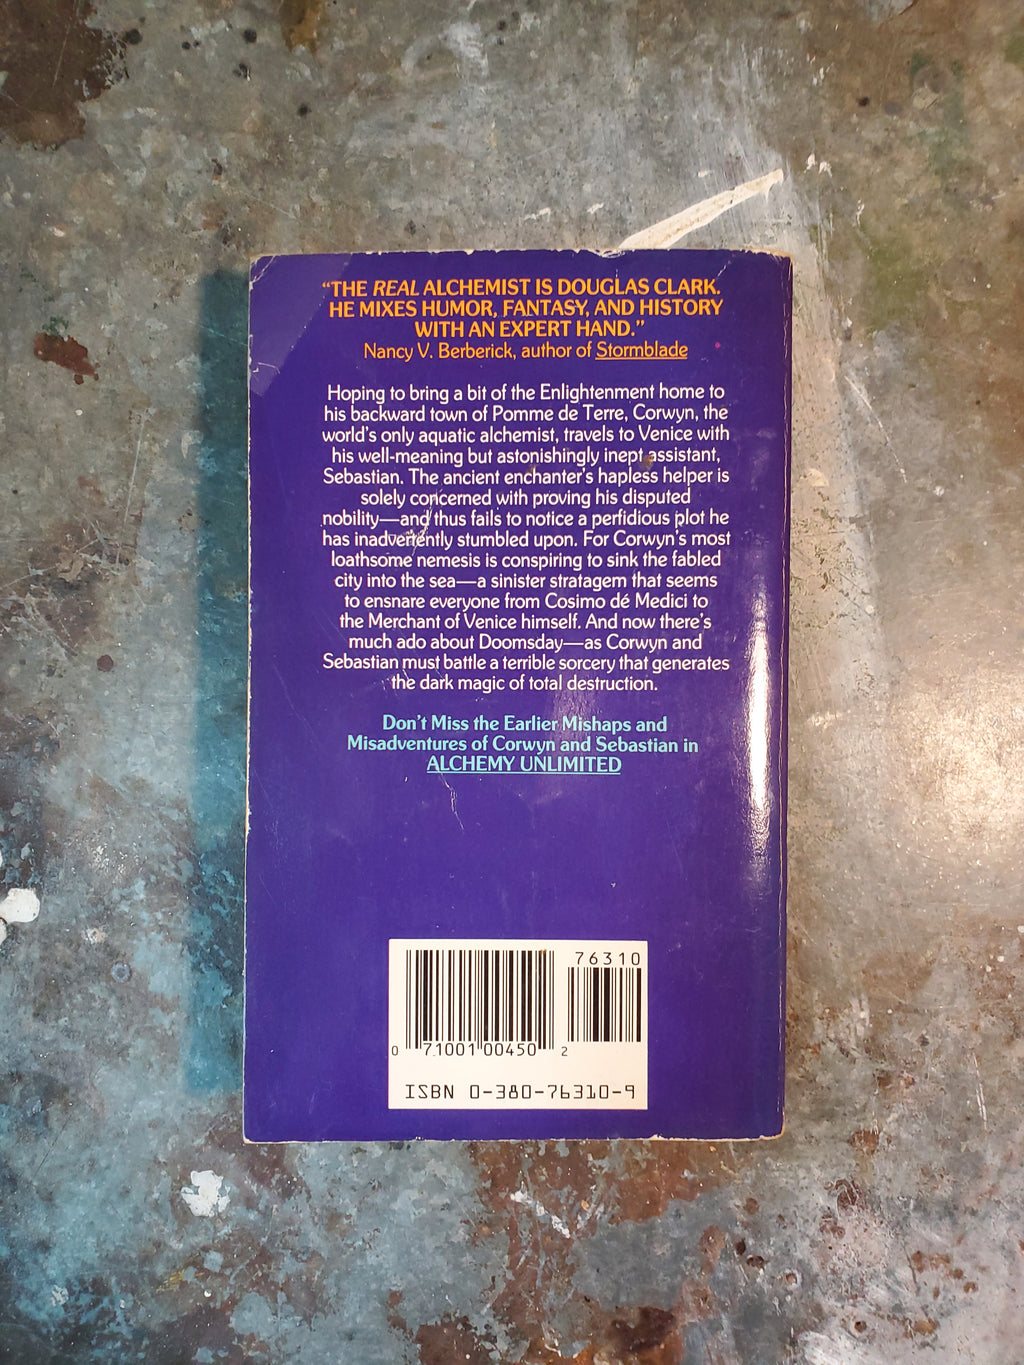 “THE REAL ALCHEMIST IS DOUGLAS CLARK.
HE MIXES HUMOR, FANTASY, AND HISTORY
WITH AN EXPERT HAND.”
Nancy V. Berberick, author of Stormblade
Hoping to bring a bit of the Enlightenment home to
his backward town of Pomme de Terre, Corwyn, the
world's only aquatic alchemist, travels to Venice with
his well-meaning but astonishingly inept assistant,
Sebastian. The ancient enchanter's hapless helper is
solely concerned with proving his disputed
nobility—and thus fails to notice a perfidious plot he
has inadvertently stumbled upon. For Corwyn's most
loathsome nemesis is conspiring to sink the fabled
city into the sea—a sinister stratagem that seems
to ensnare everyone from Cosimo dé Medici to
the Merchant of Venice himself. And now there's
much ado about Doomsday—as Corwyn and
Sebastian must battle a terrible sorcery that generates
the dark magic of total destruction.
Don't Miss the Earlier Mishaps and
Misadventures of Corwyn and Sebastian in
ALCHEMY UNLIMITED
76310
0 71001 00450 2
ISBN 0-380-76310-9